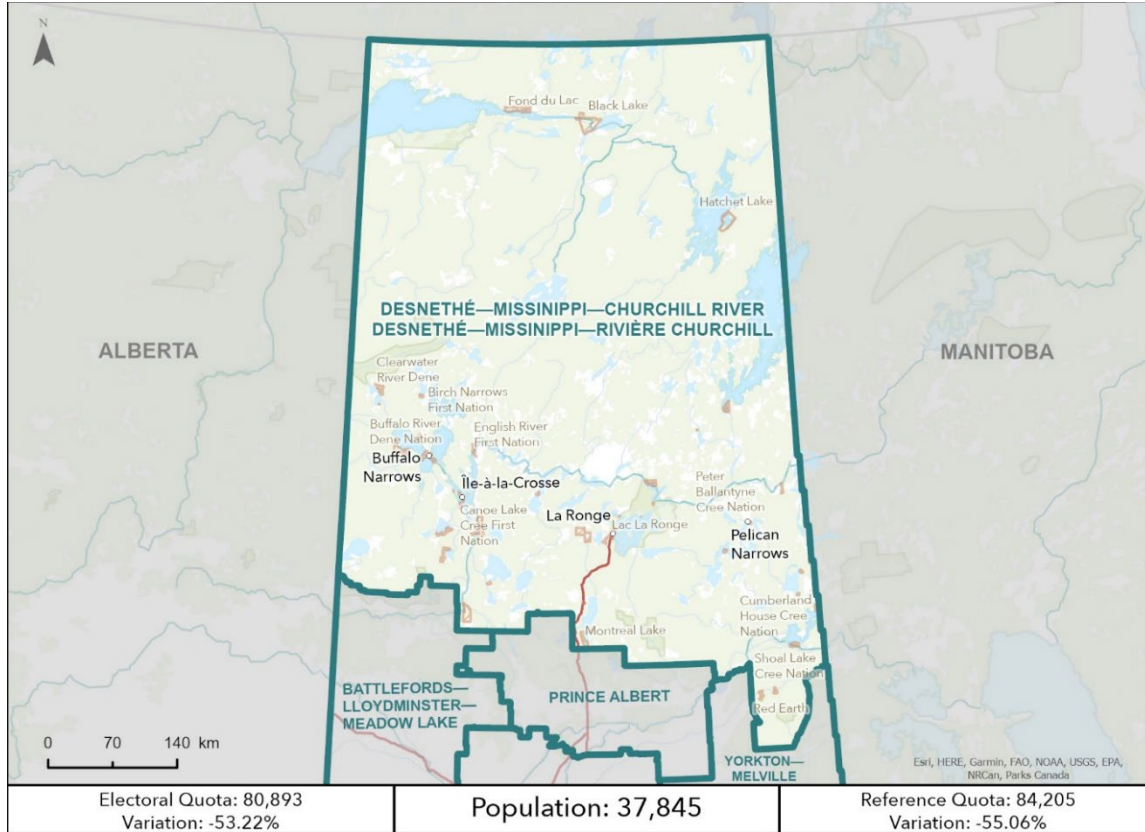 N
Fond du Lac
Black Lake
Hatchet Lake
DESNETHÉ—MISSINIPPI—CHURCHILL RIVER
DESNETHÉ—MISSINIPPI—RIVIÈRE CHURCHILL
ALBERTA
MANITOBA
Clearwater
River Dene
Birch Narrows
First Nation
Buffalo River
Dene Nation
English River
First Nation
Buffalo
Narrows
Île-à-la-Crosse
Peter
Ballantyne
Cree Nation
Canoe Lake
Cree First
Nation
La Ronge
Lac La Ronge
Pelican
Narrows
Cumberland
House Cree
Nation
Montreal Lake
Shoal Lake
Cree Nation
Red Earth
BATTLEFORDS—
LLOYDMINSTER—
MEADOW LAKE
PRINCE ALBERT
YORKTON—
MELVILLE
0 70 140 km
Esri, HERE, Garmin, FAO, NOAA, USGS, EPA,
NRCan, Parks Canada
Electoral Quota: 80,893
Variation: -53.22%
Population: 37,845
Reference Quota: 84,205
Variation: -55.06%